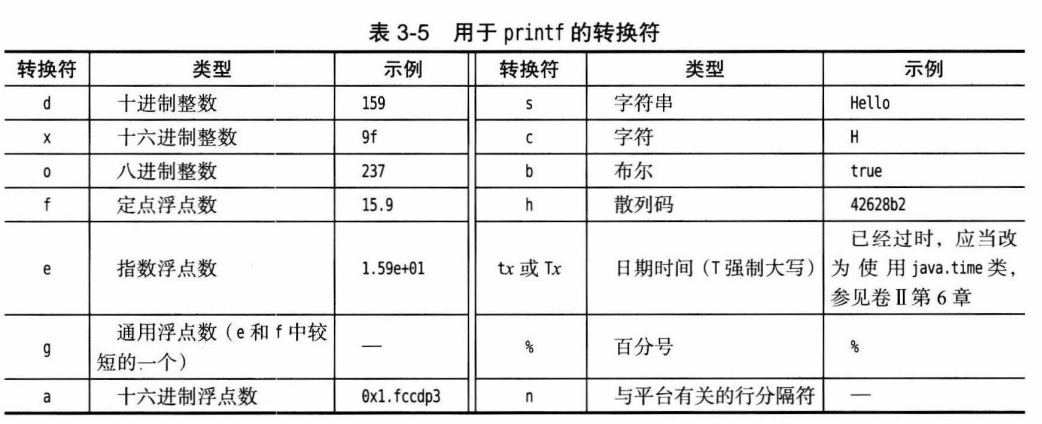 表 3-5 用于 printf 的转换符
转换符 类型 示例 转换符 类型 示例
d 十进制整数 159 s 字符串 Hello
x 十六进制整数 9f c 字符 H
o 八进制整数 237 b 布尔 true
f 定点浮点数 15.9 h 散列码 42628b2
e 指数浮点数 1.59e+01 tx 或 Tx 日期时间（T 强制大写） 已经过时，应当改
为使用 java.time 类，
参见卷Ⅱ第 6 章
g 通用浮点数（e 和 f 中较
短的一个） — % 百分号 %
a 十六进制浮点数 0x1.fccdp3 n 与平台有关的行分隔符 —